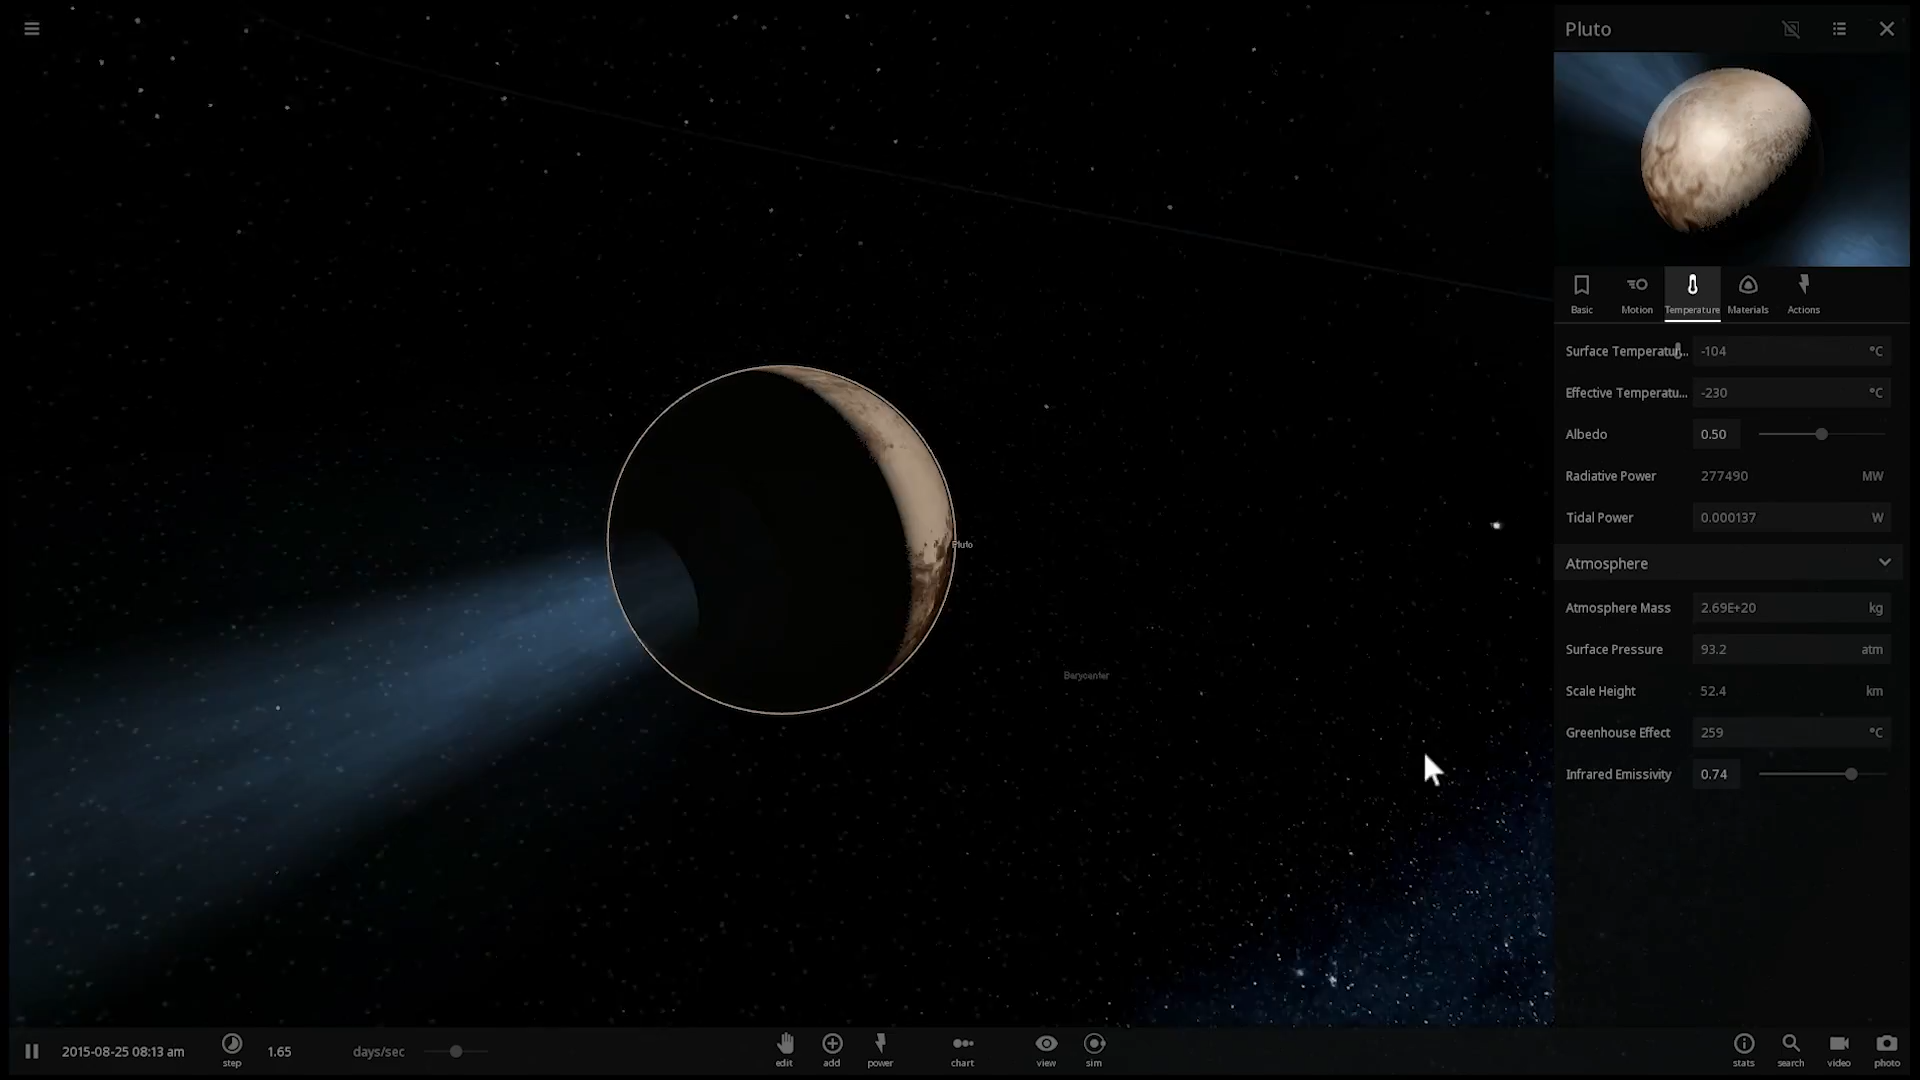 Pluto
Basic
Motion
Temperature
Materials
Actions
Surface Temperatur... -104 °C
Effective Temperatu... -230 °C
Albedo 0.50
Radiative Power 277490 MW
Tidal Power 0.000137 W
Atmosphere
Atmosphere Mass 2.69E+20 kg
Surface Pressure 93.2 atm
Scale Height 52.4 km
Greenhouse Effect 259 °C
Infrared Emissivity 0.74
Pluto
Barycenter
2015-08-25 08:13 am
step
1.65 days/sec
edit
add
power
chart
view
sim
stats
search
video
photo